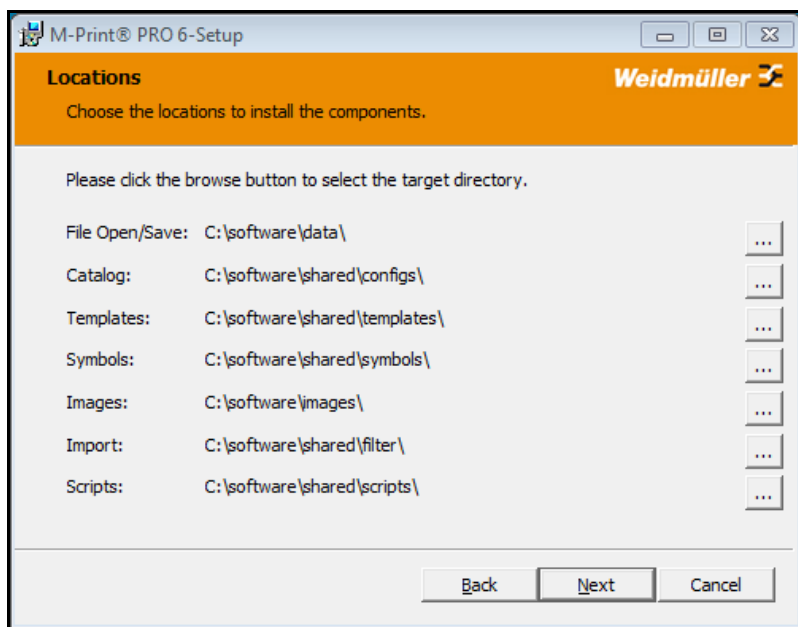 M-Print® PRO 6-Setup
Locations
Weidmüller
Choose the locations to install the components.
Please click the browse button to select the target directory.
File Open/Save: C:\software\data\ ...
Catalog: C:\software\shared\configs\ ...
Templates: C:\software\shared\templates\ ...
Symbols: C:\software\shared\symbols\ ...
Images: C:\software\images\ ...
Import: C:\software\shared\filter\ ...
Scripts: C:\software\shared\scripts\ ...
Back Next Cancel